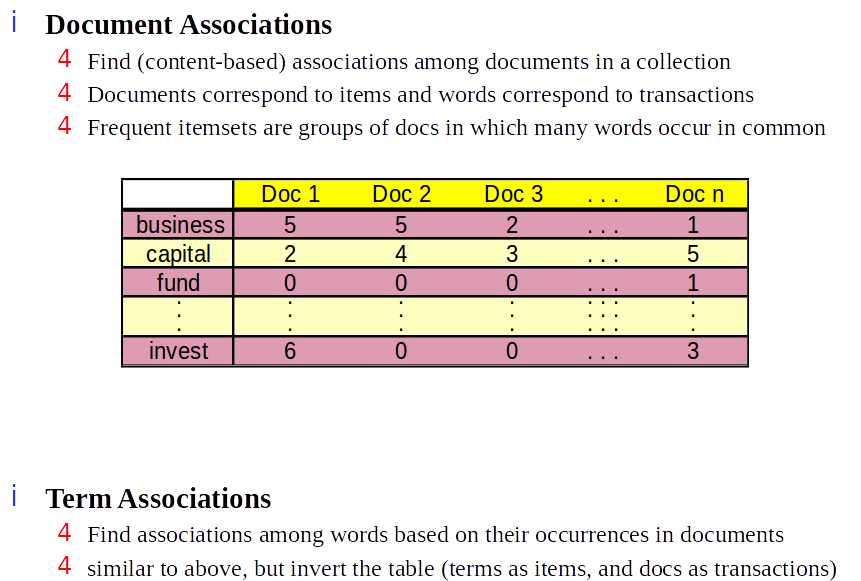 i Document Associations
4 Find (content-based) associations among documents in a collection
4 Documents correspond to items and words correspond to transactions
4 Frequent itemsets are groups of docs in which many words occur in common
Doc 1 Doc 2 Doc 3 . . . Doc n
business 5 5 2 . . . 1
capital 2 4 3 . . . 5
fund 0 0 0 . . . 1
. . . . . . . .
. . . . . . . .
. . . . . . . .
invest 6 0 0 . . . 3
i Term Associations
4 Find associations among words based on their occurrences in documents
4 similar to above, but invert the table (terms as items, and docs as transactions)